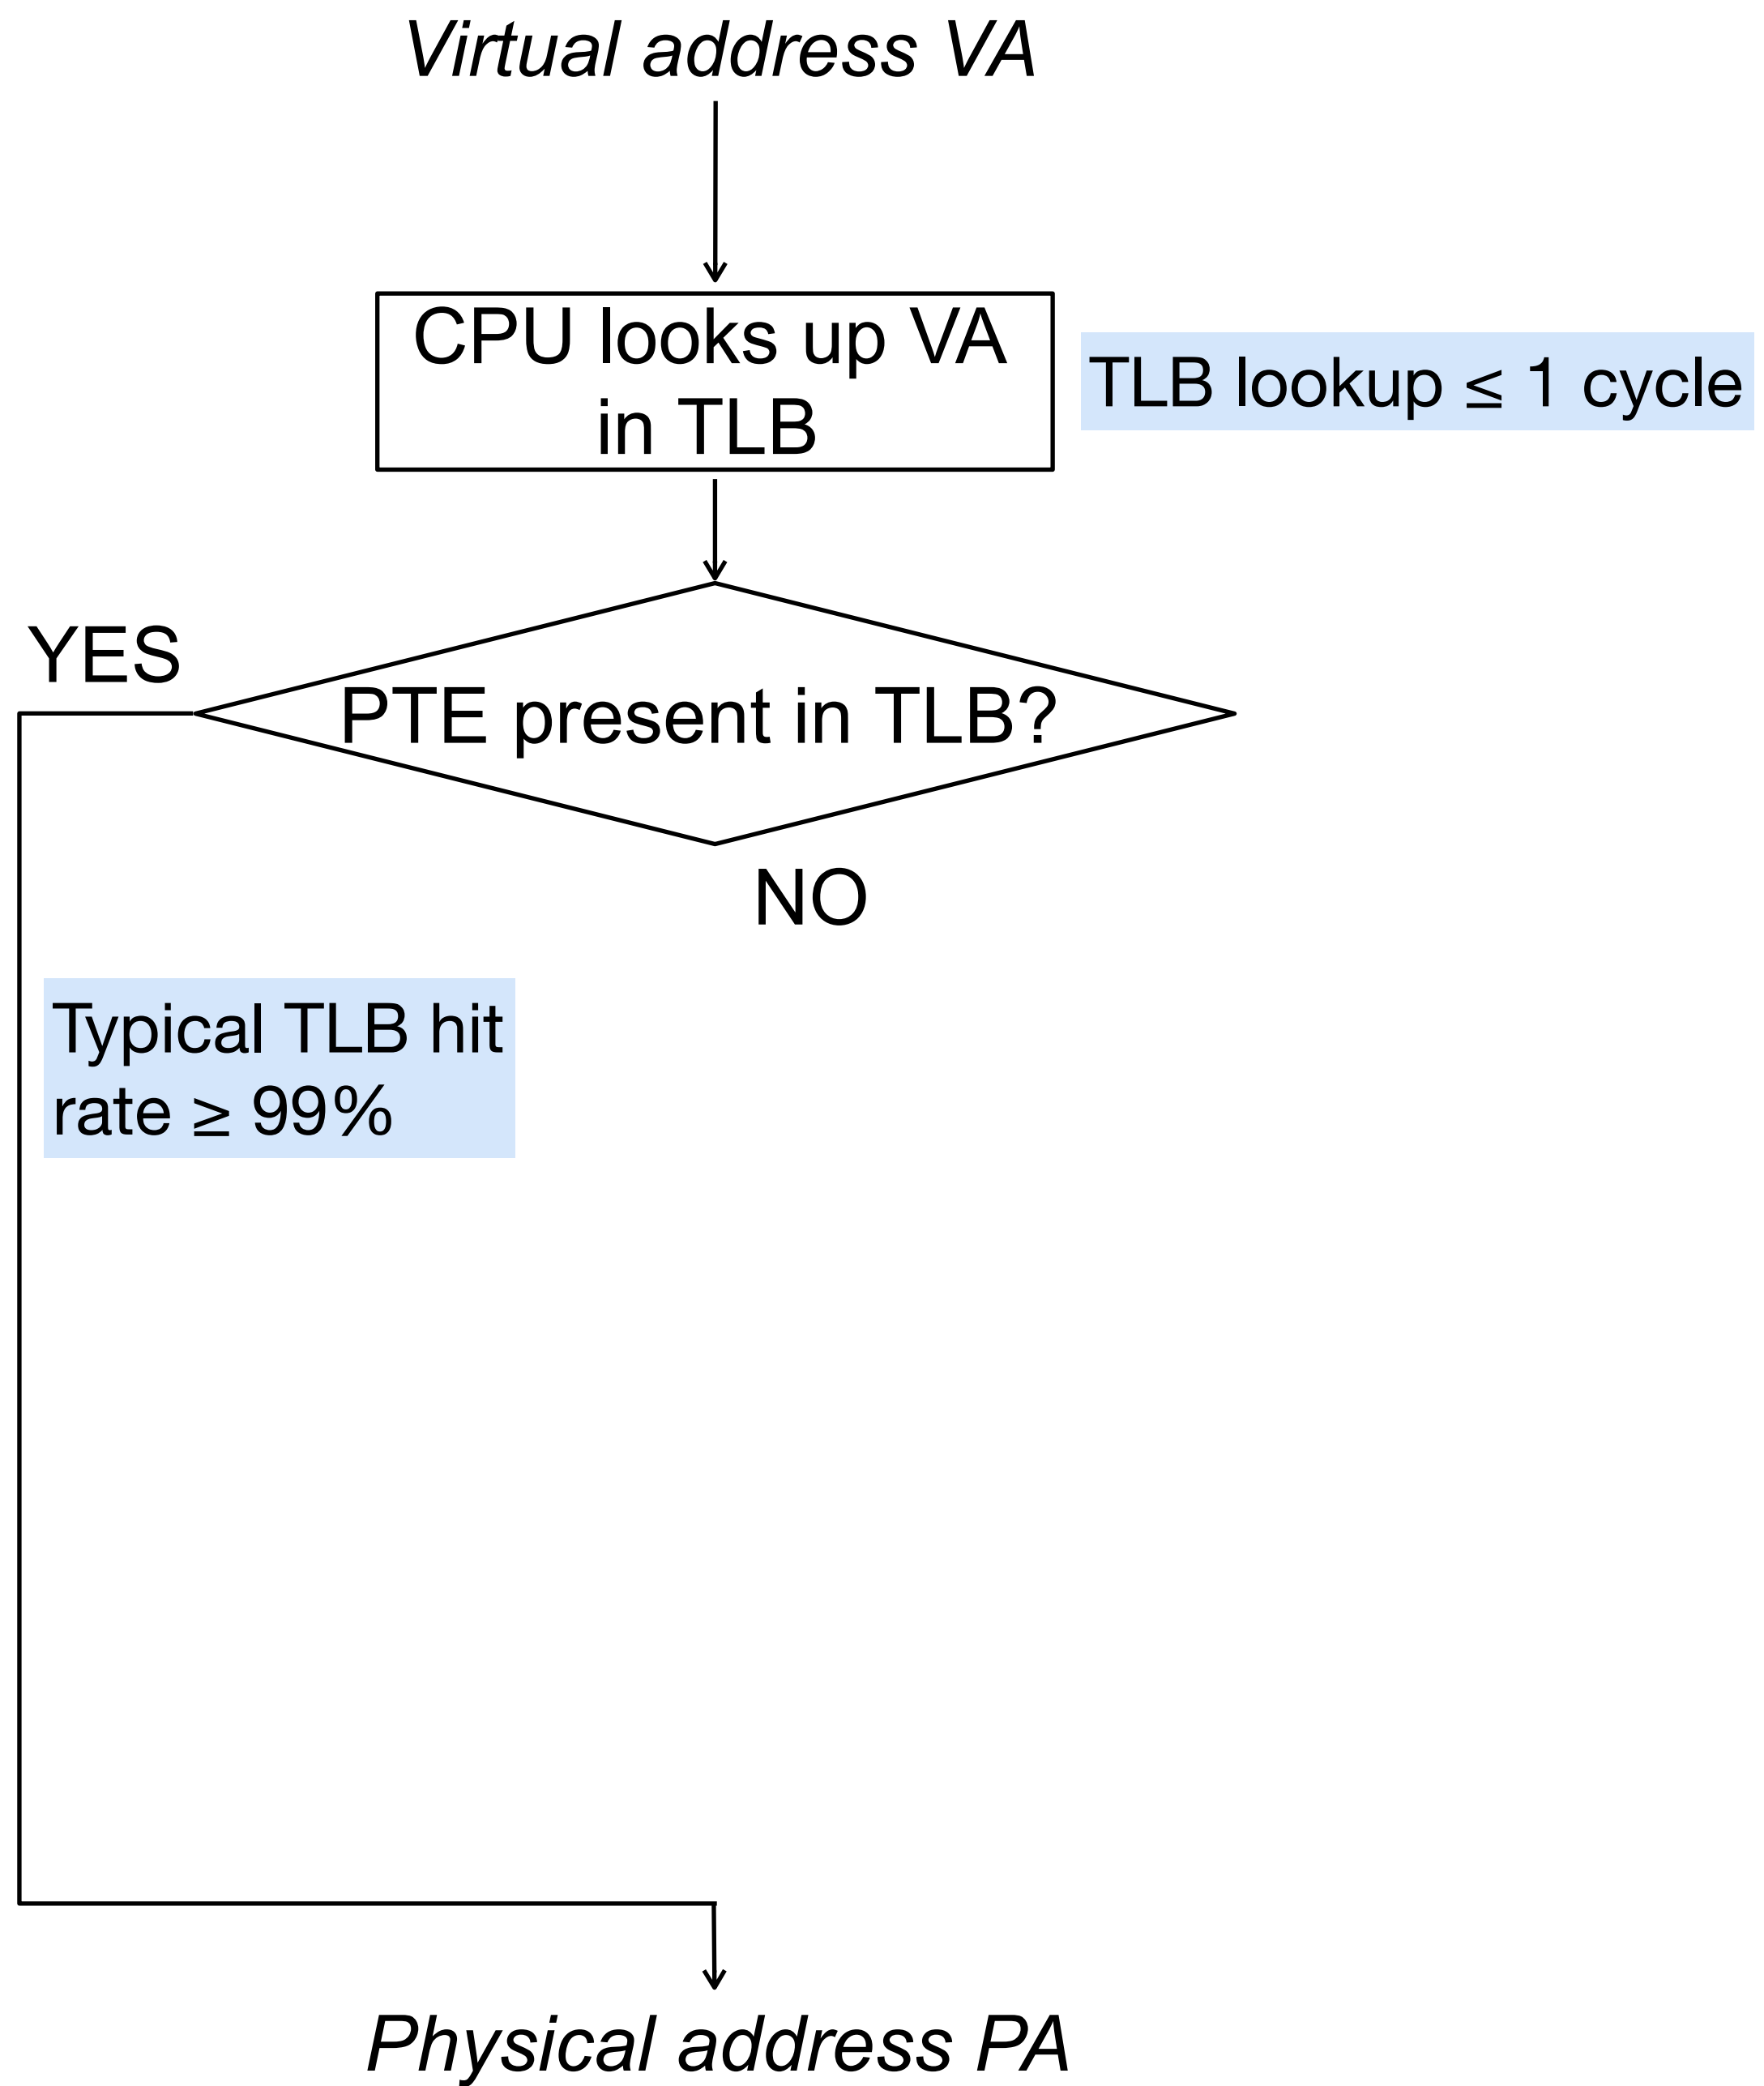 Virtual address VA
CPU looks up VA
in TLB
TLB lookup ≤ 1 cycle
YES
PTE present in TLB?
NO
Typical TLB hit
rate ≥ 99%
Physical address PA